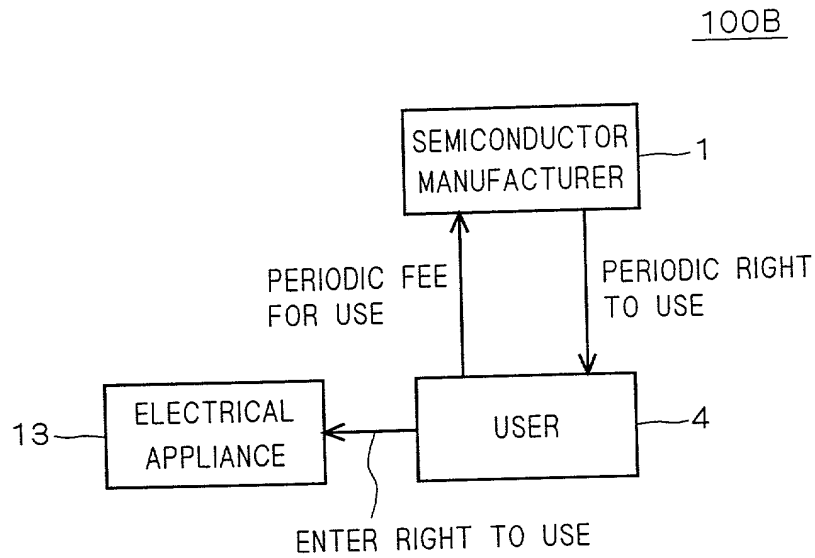 100B
SEMICONDUCTOR
MANUFACTURER
1
PERIODIC FEE
FOR USE
PERIODIC RIGHT
TO USE
ELECTRICAL
APPLIANCE
13
USER
4
ENTER RIGHT TO USE